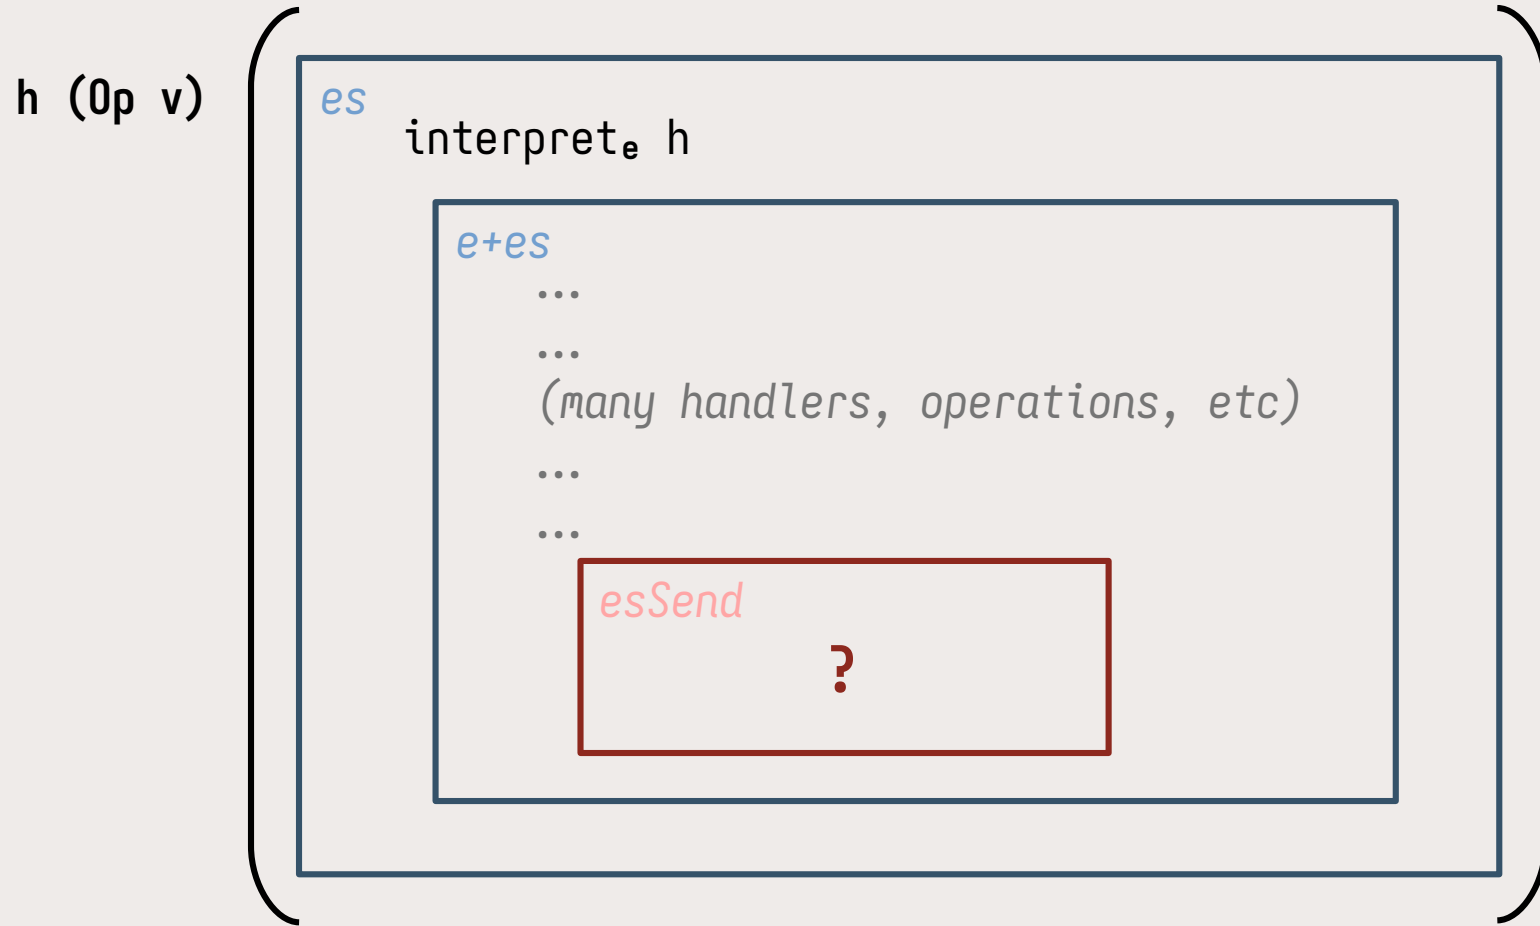 h (Op v)
es
interpretₑ h
e+es
...
...
(many handlers, operations, etc)
...
...
esSend
?